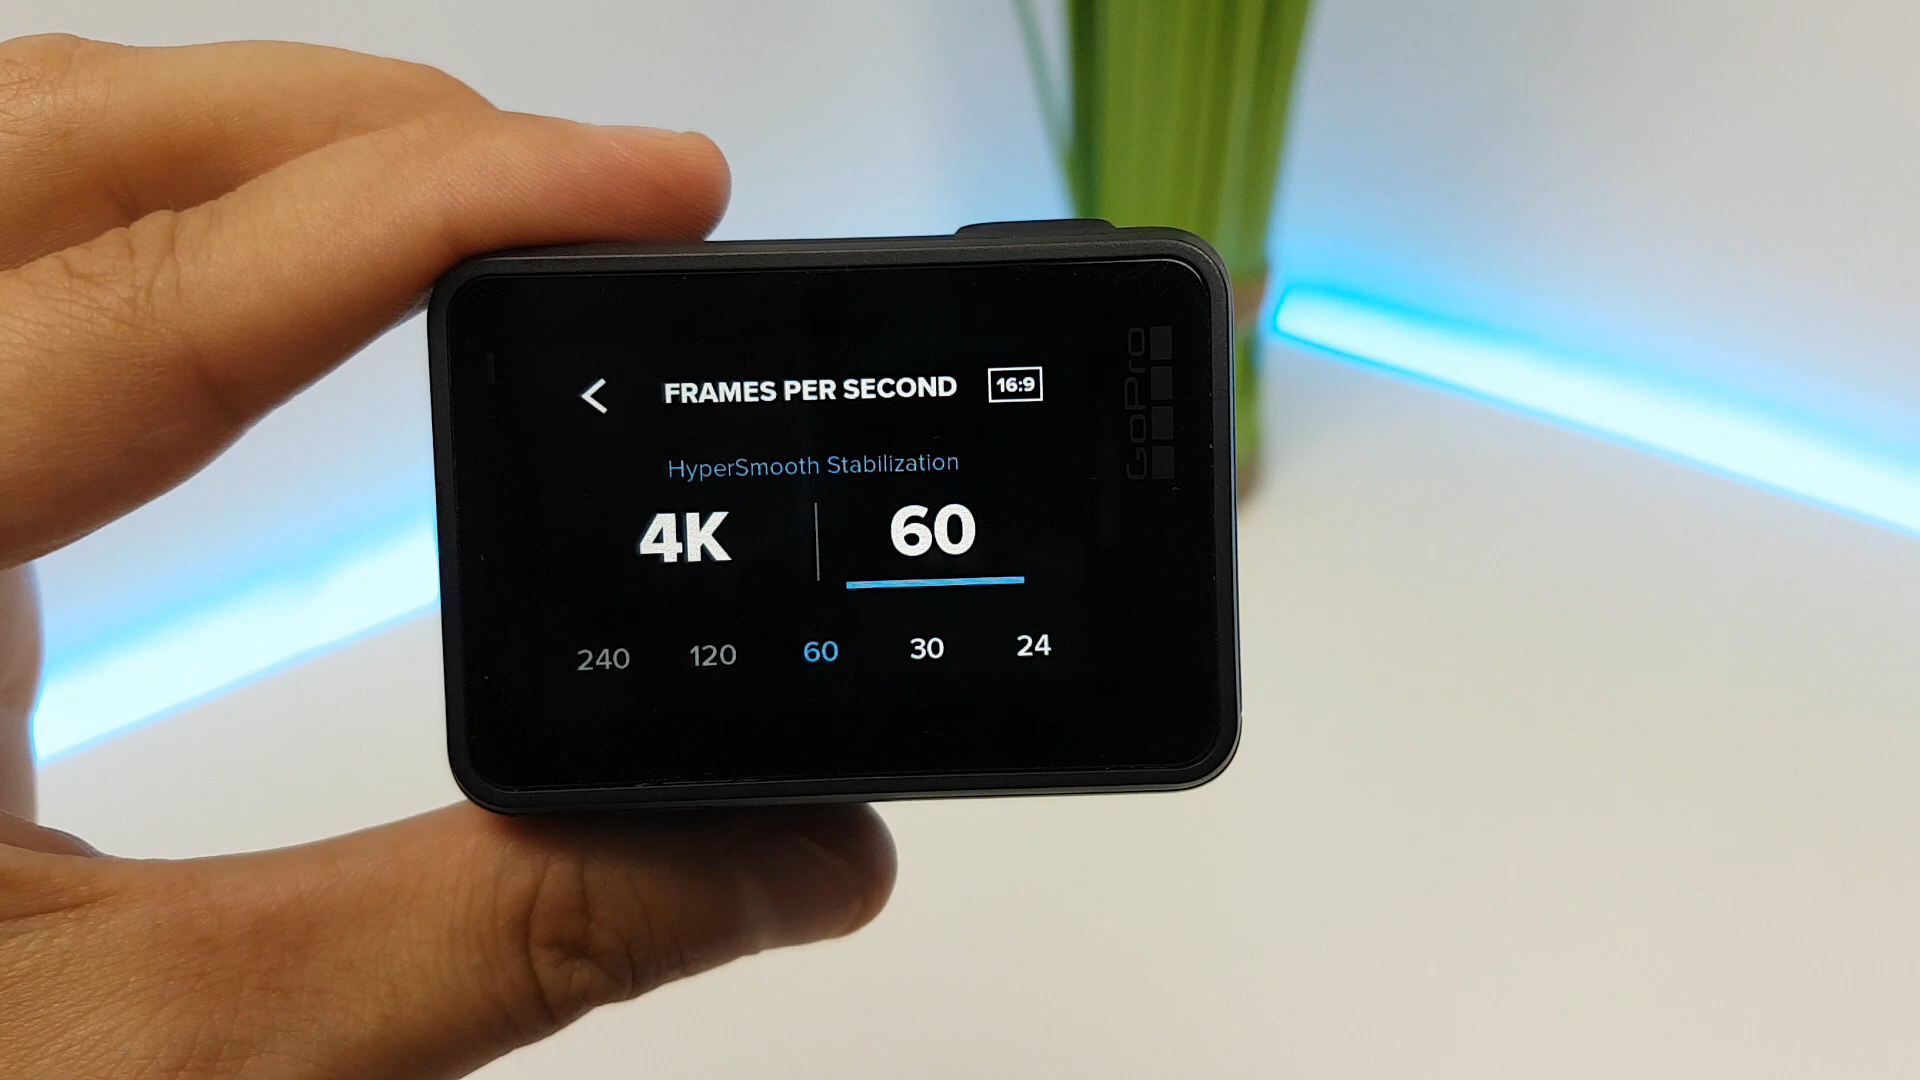 FRAMES PER SECOND 16:9
HyperSmooth Stabilization
4K 60
240 120 60 30 24
GoPro